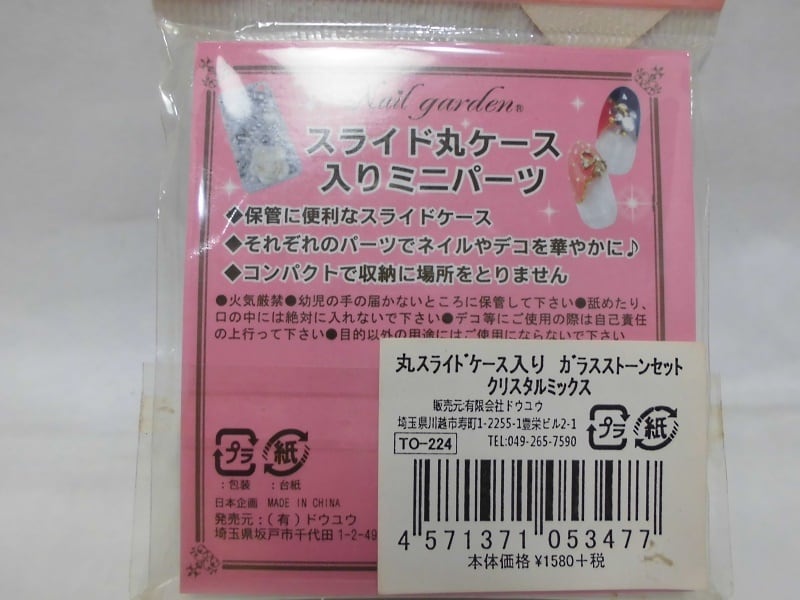 Nail garden®
スライド丸ケース
入りミニパーツ
◆保管に便利なスライドケース
◆それぞれのパーツでネイルやデコを華やかに♪
◆コンパクトで収納に場所をとりません
●火気厳禁●幼児の手の届かないところに保管して下さい●舐めたり、
口の中には絶対に入れないで下さい●デコ等にご使用の際は自己責任
の上行って下さい●目的以外の用途にはご使用にならないで下さい
プラ 紙
：包装 ：台紙
日本企画 MADE IN CHINA
発売元：(有)ドウユウ
埼玉県坂戸市千代田1-2-49
丸スライドケース入り ガラスストーンセット
クリスタルミックス
販売元:有限会社ドウユウ
埼玉県川越市寿町1-2255-1豊栄ビル2-1
TO-224 TEL:049-265-7590
プラ 紙
4 571371 053477
本体価格 ¥1580+税